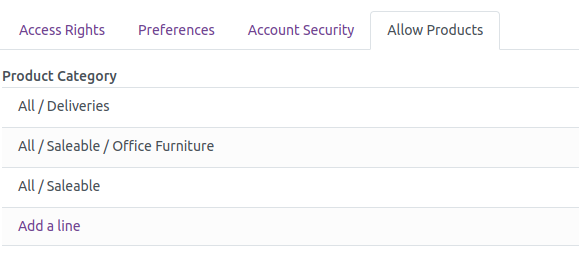 Access Rights Preferences Account Security Allow Products
Product Category
All / Deliveries
All / Saleable / Office Furniture
All / Saleable
Add a line